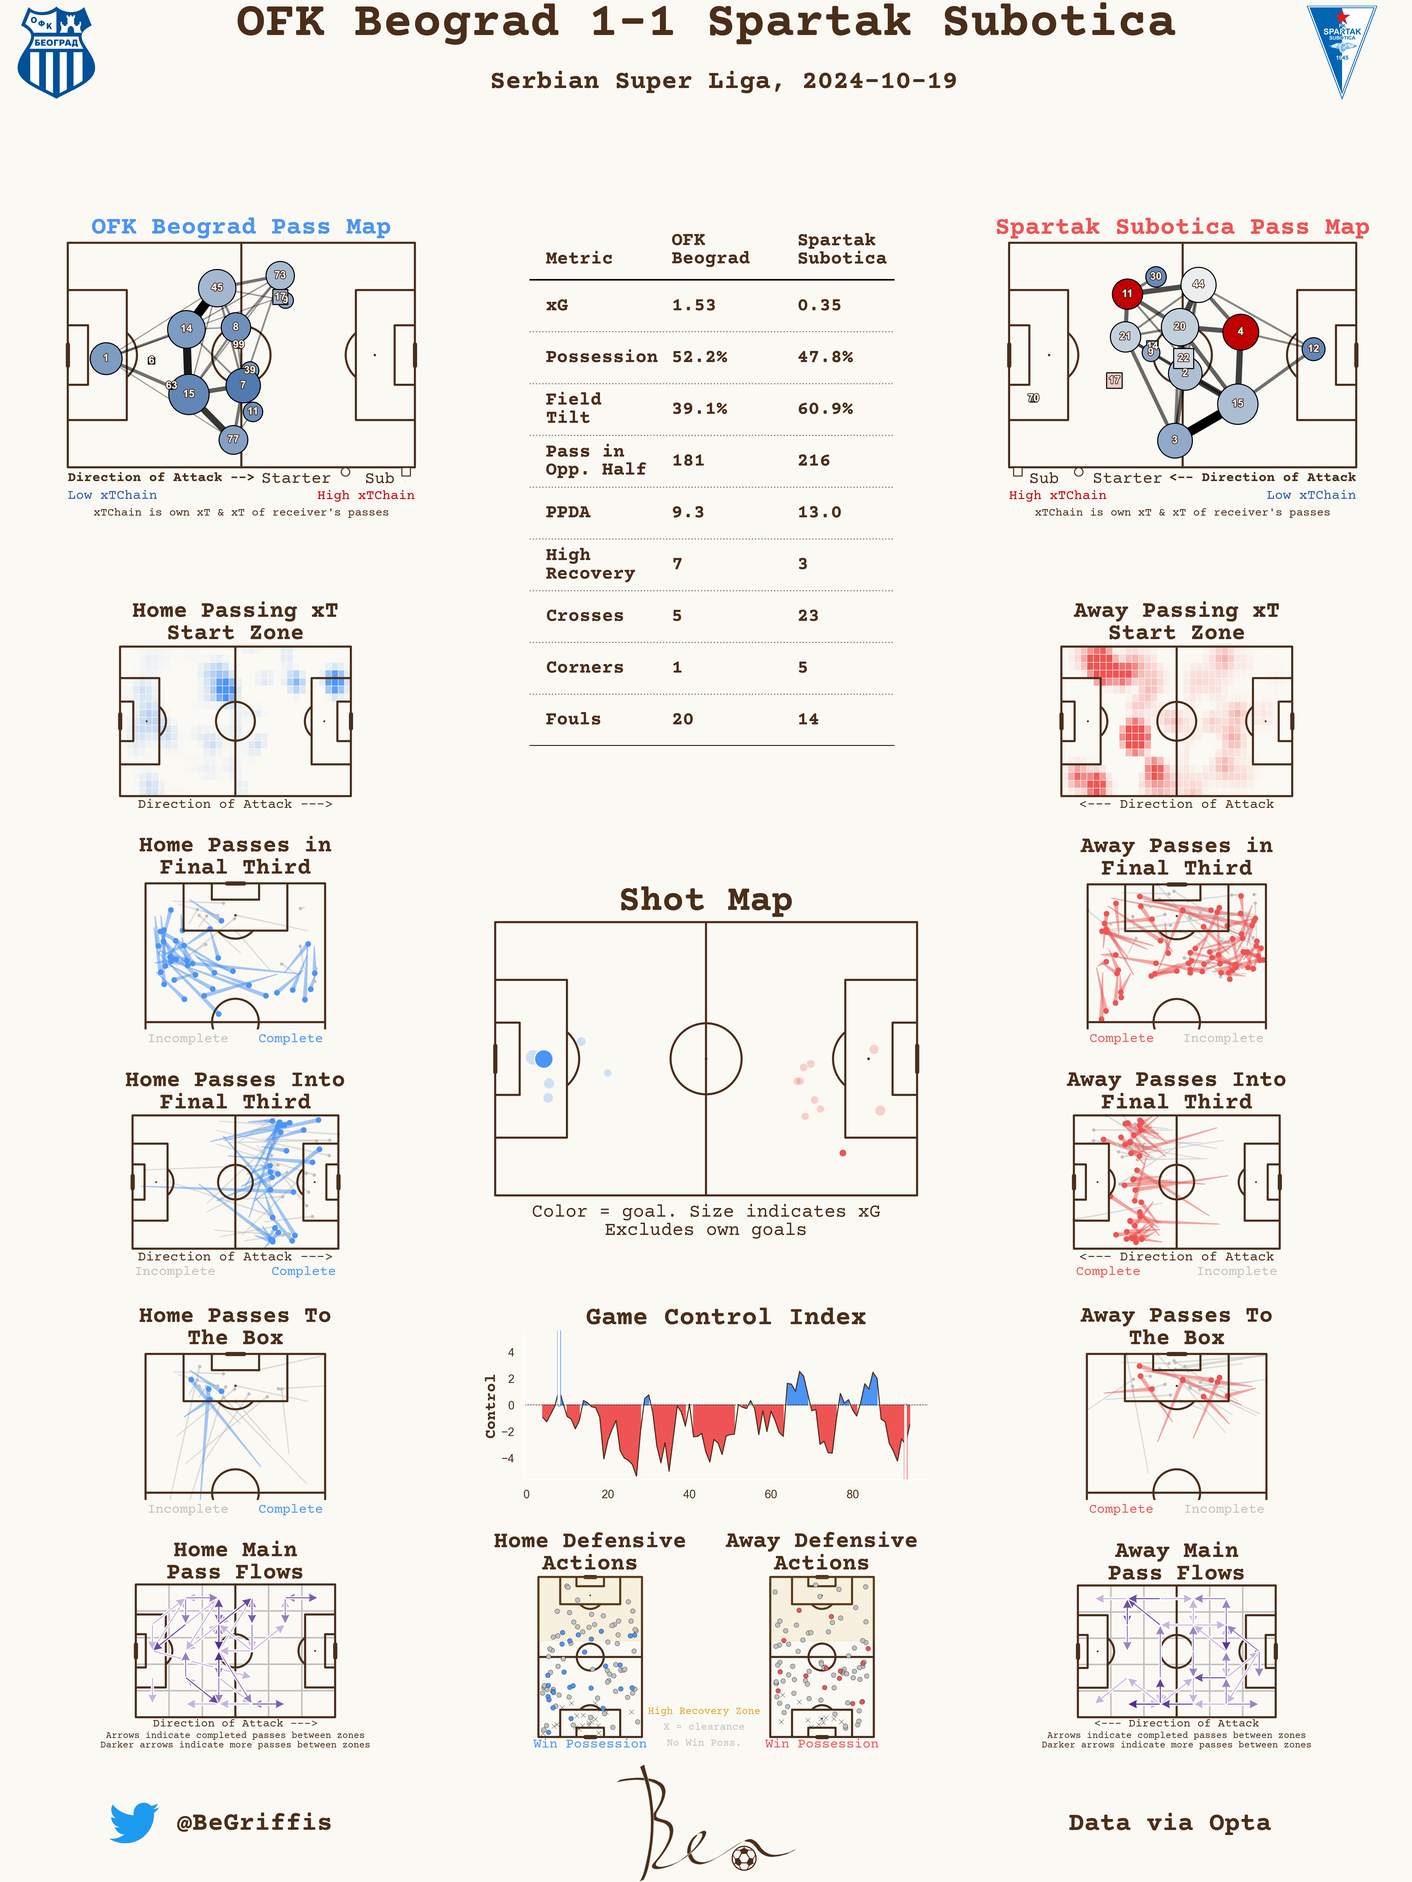 OFK Beograd 1-1 Spartak Subotica
Serbian Super Liga, 2024-10-19
ОФК
БЕОГРАД
SPARTAK
SUBOTICA
1945
OFK Beograd Pass Map
45
73
17
14
8
99
1
6
39
63
15
7
11
77
Direction of Attack --> Starter Sub
Low xTChain High xTChain
xTChain is own xT & xT of receiver's passes
Metric OFK Beograd Spartak Subotica
xG 1.53 0.35
Possession 52.2% 47.8%
Field Tilt 39.1% 60.9%
Pass in Opp. Half 181 216
PPDA 9.3 13.0
High Recovery 7 3
Crosses 5 23
Corners 1 5
Fouls 20 14
Spartak Subotica Pass Map
30
11
44
20
4
21
9
22
12
2
17
70
15
3
Sub Starter <-- Direction of Attack
High xTChain Low xTChain
xTChain is own xT & xT of receiver's passes
Home Passing xT
Start Zone
Direction of Attack --->
Away Passing xT
Start Zone
<--- Direction of Attack
Home Passes in
Final Third
Incomplete Complete
Away Passes in
Final Third
Complete Incomplete
Shot Map
Color = goal. Size indicates xG
Excludes own goals
Home Passes Into
Final Third
Direction of Attack --->
Incomplete Complete
Away Passes Into
Final Third
<--- Direction of Attack
Complete Incomplete
Home Passes To
The Box
Incomplete Complete
Game Control Index
Control
4
2
0
−2
−4
0 20 40 60 80
Away Passes To
The Box
Complete Incomplete
Home Main
Pass Flows
Direction of Attack --->
Arrows indicate completed passes between zones
Darker arrows indicate more passes between zones
Home Defensive
Actions
Win Possession
Away Defensive
Actions
Win Possession
High Recovery Zone
X = clearance
No Win Poss.
Away Main
Pass Flows
<--- Direction of Attack
Arrows indicate completed passes between zones
Darker arrows indicate more passes between zones
@BeGriffis
Ben
Data via Opta